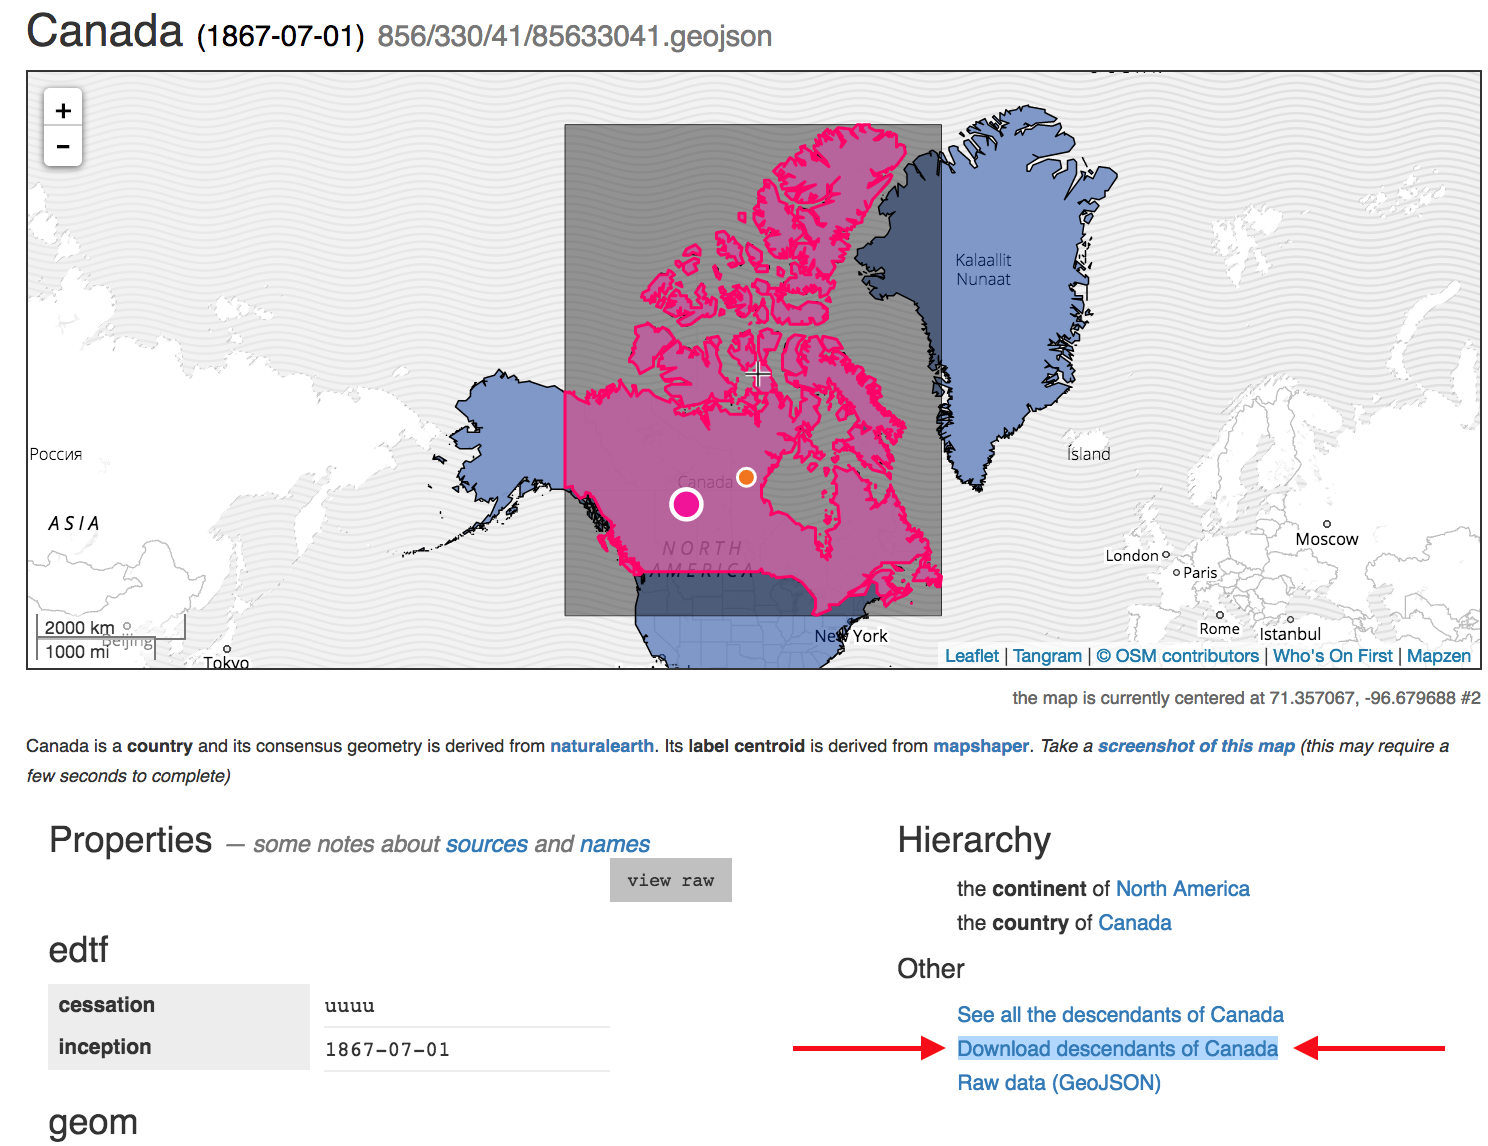 Canada (1867-07-01) 856/330/41/85633041.geojson
+
−
Kalaallit
Nunaat
Россия
Ísland
Canada
ASIA
NORTH
AMERICA
Moscow
London
Paris
Rome
Istanbul
New York
2000 km
Beijing
1000 mi
Tokyo
Leaflet | Tangram | © OSM contributors | Who's On First | Mapzen
the map is currently centered at 71.357067, -96.679688 #2
Canada is a country and its consensus geometry is derived from naturalearth. Its label centroid is derived from mapshaper. Take a screenshot of this map (this may require a
few seconds to complete)
Properties — some notes about sources and names
view raw
edtf
cessation uuuu
inception 1867-07-01
geom
Hierarchy
the continent of North America
the country of Canada
Other
See all the descendants of Canada
Download descendants of Canada
Raw data (GeoJSON)